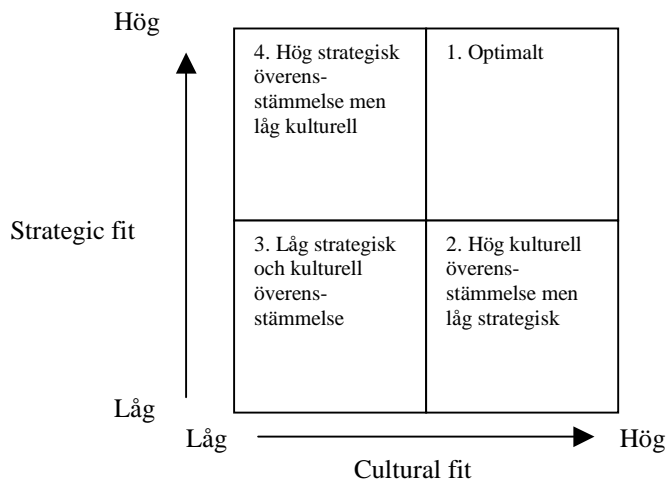 Hög
4. Hög strategisk
överens-
stämmelse men
låg kulturell
1. Optimalt
Strategic fit
3. Låg strategisk
och kulturell
överens-
stämmelse
2. Hög kulturell
överens-
stämmelse men
låg strategisk
Låg
Låg
Hög
Cultural fit